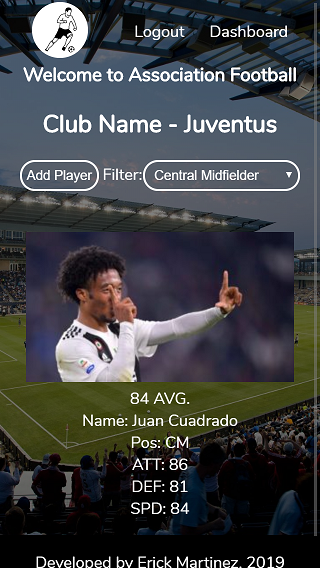 Logout Dashboard
Welcome to Association Football
Club Name - Juventus
Add Player Filter: Central Midfielder
84 AVG.
Name: Juan Cuadrado
Pos: CM
ATT: 86
DEF: 81
SPD: 84
Developed by Erick Martinez, 2019